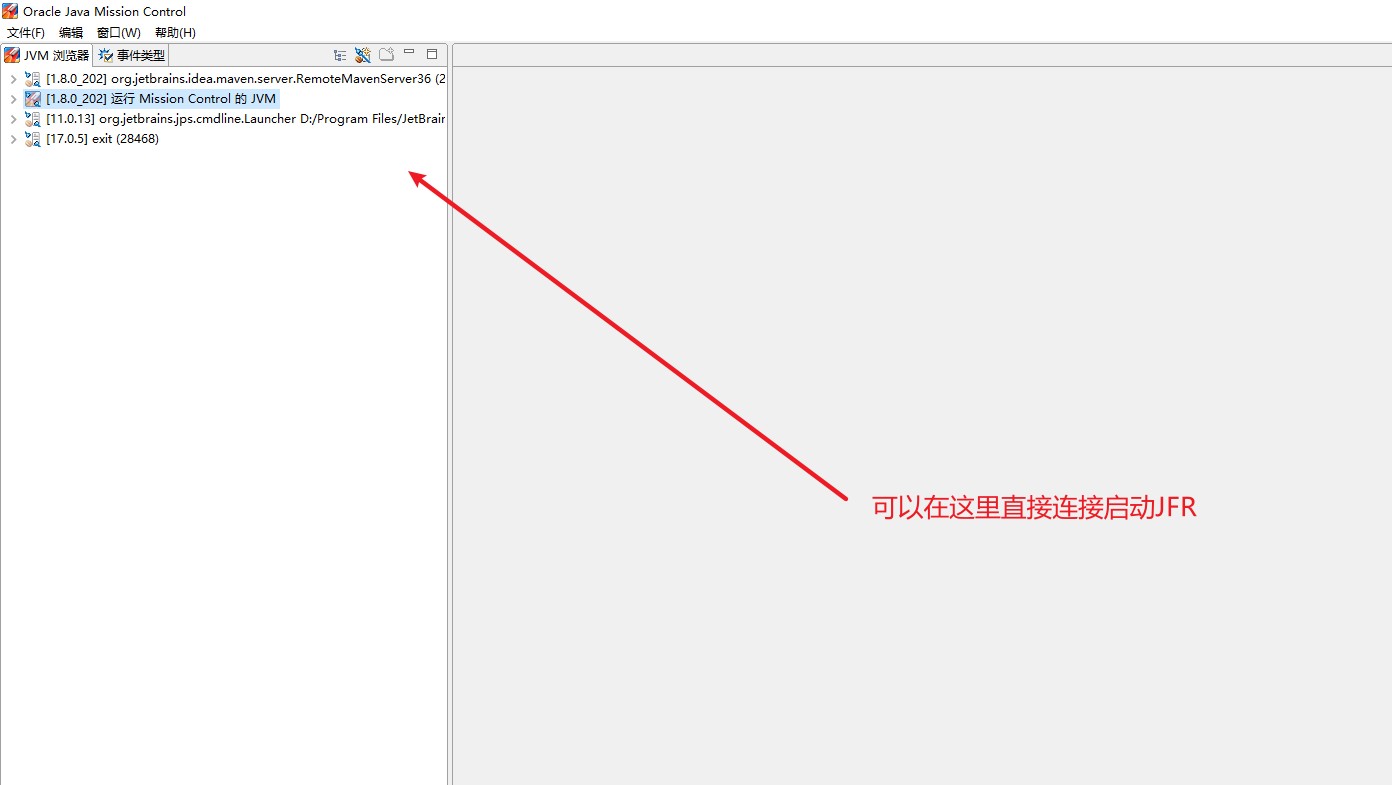 Oracle Java Mission Control
文件(F) 编辑 窗口(W) 帮助(H)
JVM 浏览器 事件类型
[1.8.0_202] org.jetbrains.idea.maven.server.RemoteMavenServer36 (2
[1.8.0_202] 运行 Mission Control 的 JVM
[11.0.13] org.jetbrains.jps.cmdline.Launcher D:/Program Files/JetBrair
[17.0.5] exit (28468)
可以在这里直接连接启动JFR